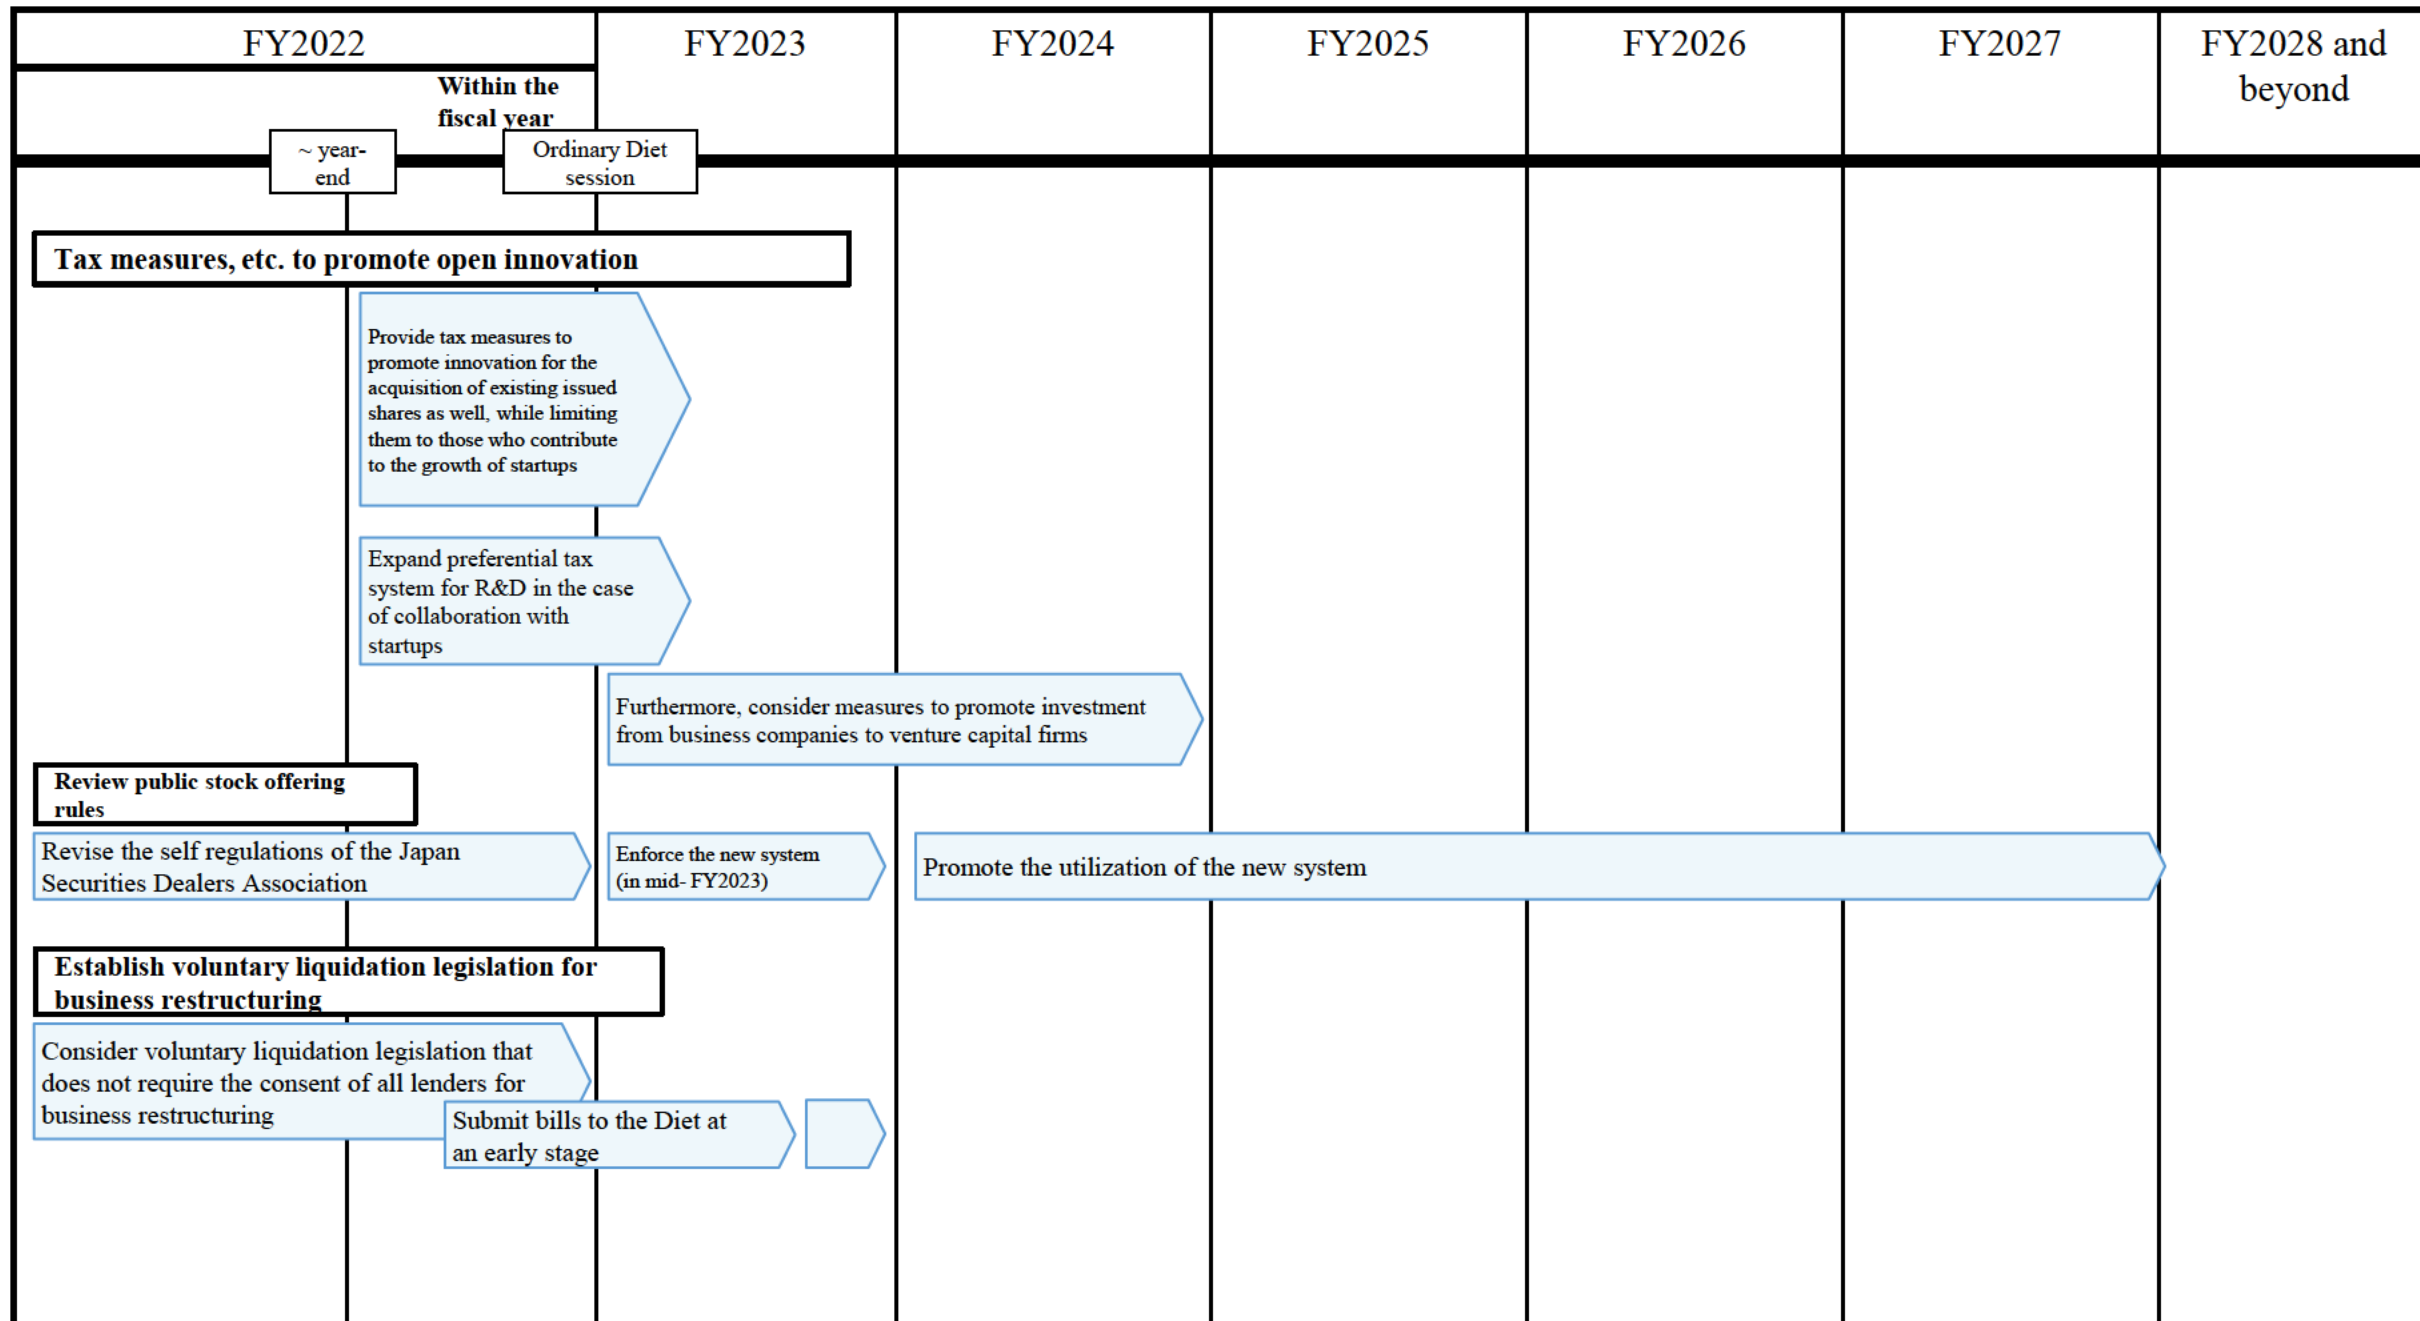 FY2022
FY2023
FY2024
FY2025
FY2026
FY2027
FY2028 and
beyond
Within the
fiscal year
~ year-
end
Ordinary Diet
session
Tax measures, etc. to promote open innovation
Provide tax measures to
promote innovation for the
acquisition of existing issued
shares as well, while limiting
them to those who contribute
to the growth of startups
Expand preferential tax
system for R&D in the case
of collaboration with
startups
Furthermore, consider measures to promote investment
from business companies to venture capital firms
Review public stock offering
rules
Revise the self regulations of the Japan
Securities Dealers Association
Enforce the new system
(in mid- FY2023)
Promote the utilization of the new system
Establish voluntary liquidation legislation for
business restructuring
Consider voluntary liquidation legislation that
does not require the consent of all lenders for
business restructuring
Submit bills to the Diet at
an early stage